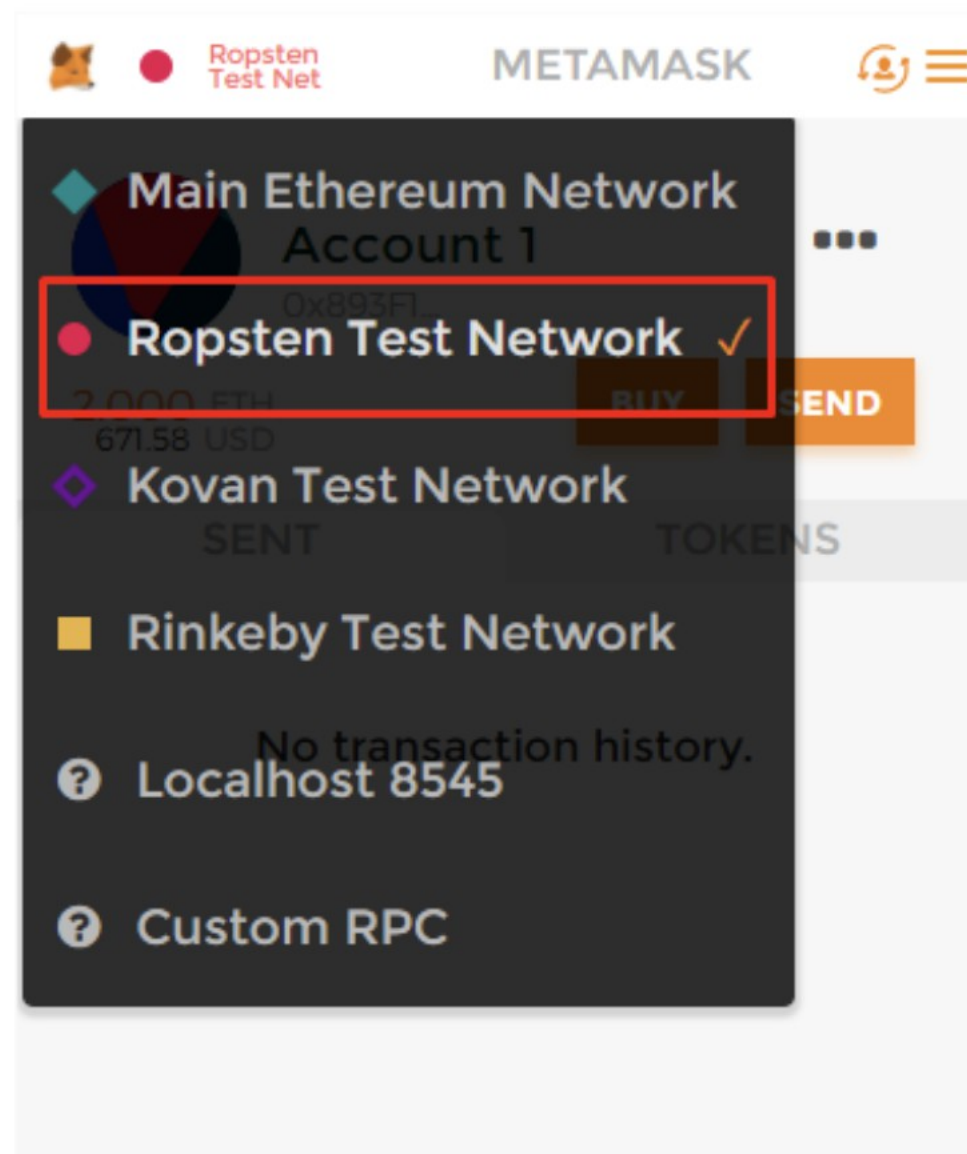 Ropsten
Test Net
METAMASK
Main Ethereum Network
Account 1
0x893F1...
Ropsten Test Network ✓
2.000 ETH
BUY
SEND
671.58 USD
Kovan Test Network
SENT
TOKENS
Rinkeby Test Network
No transaction history.
Localhost 8545
Custom RPC